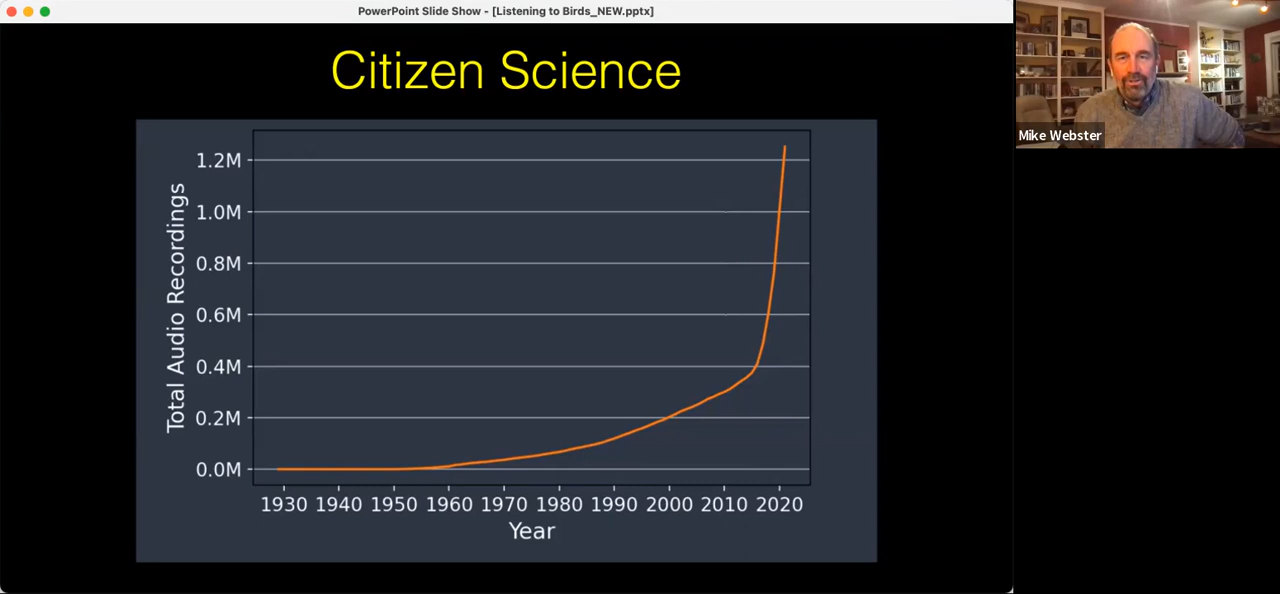 PowerPoint Slide Show - [Listening to Birds_NEW.pptx]
Citizen Science
Total Audio Recordings
1.2M
1.0M
0.8M
0.6M
0.4M
0.2M
0.0M
1930 1940 1950 1960 1970 1980 1990 2000 2010 2020
Year
Mike Webster